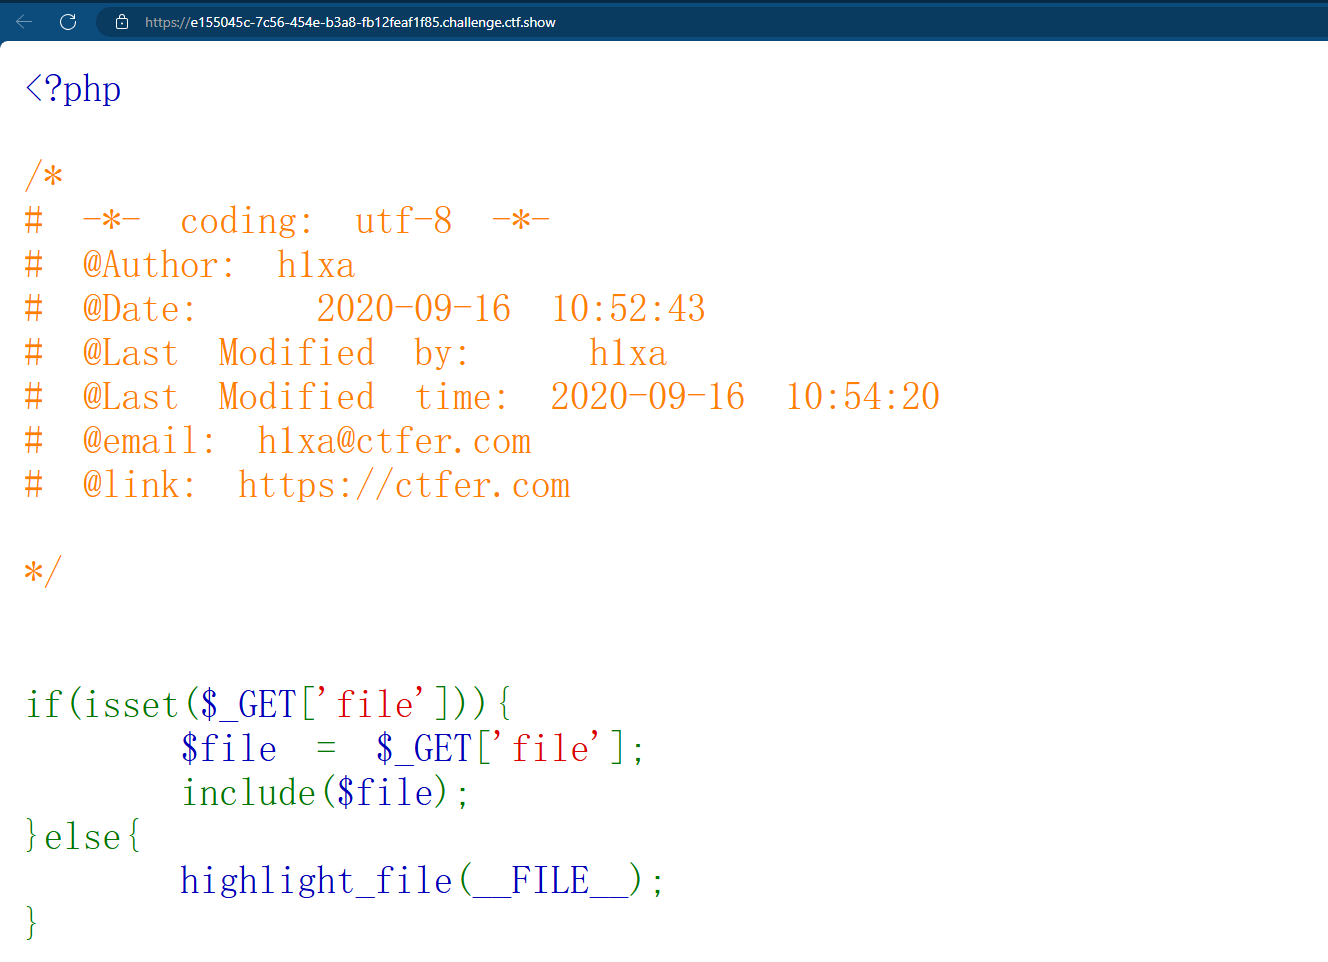 https://e155045c-7c56-454e-b3a8-fb12feaf1f85.challenge.ctf.show
<?php
/*
# -*- coding: utf-8 -*-
# @Author: h1xa
# @Date:   2020-09-16 10:52:43
# @Last Modified by:   h1xa
# @Last Modified time: 2020-09-16 10:54:20
# @email: h1xa@ctfer.com
# @link: https://ctfer.com
*/
if(isset($_GET['file'])){
    $file = $_GET['file'];
    include($file);
}else{
    highlight_file(__FILE__);
}